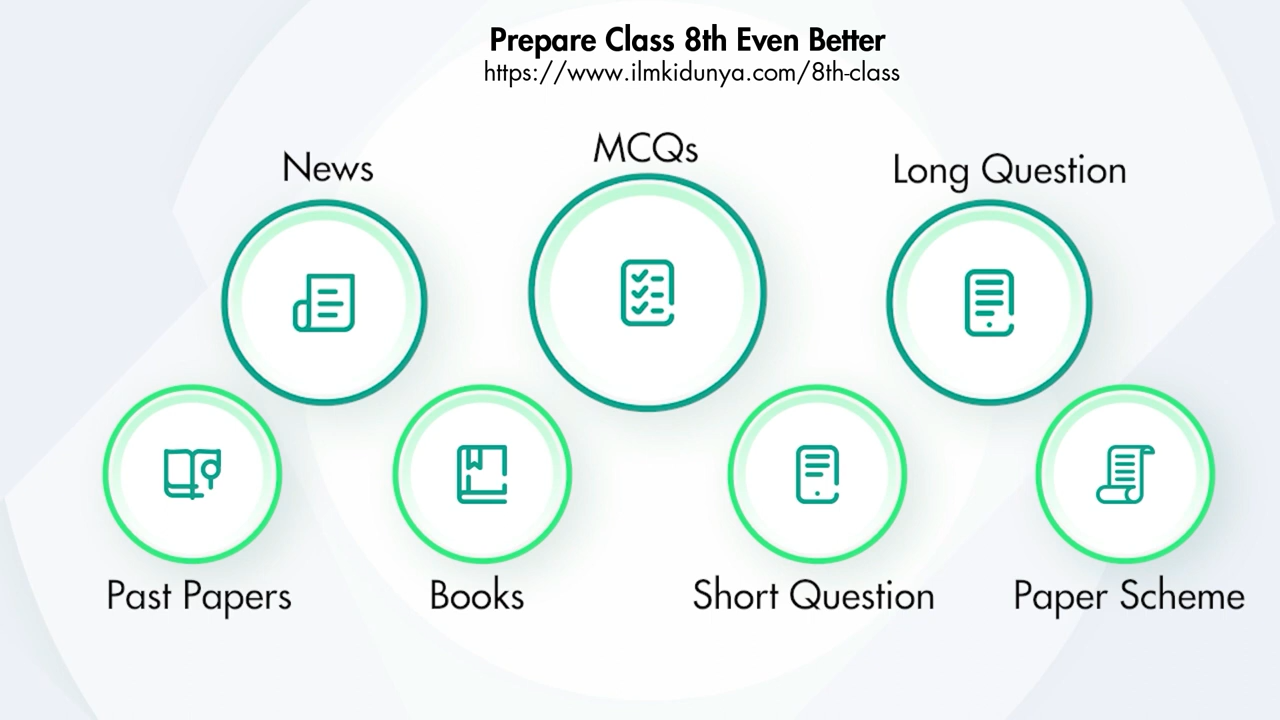 Prepare Class 8th Even Better
https://www.ilmkidunya.com/8th-class
News
MCQs
Long Question
Past Papers
Books
Short Question
Paper Scheme